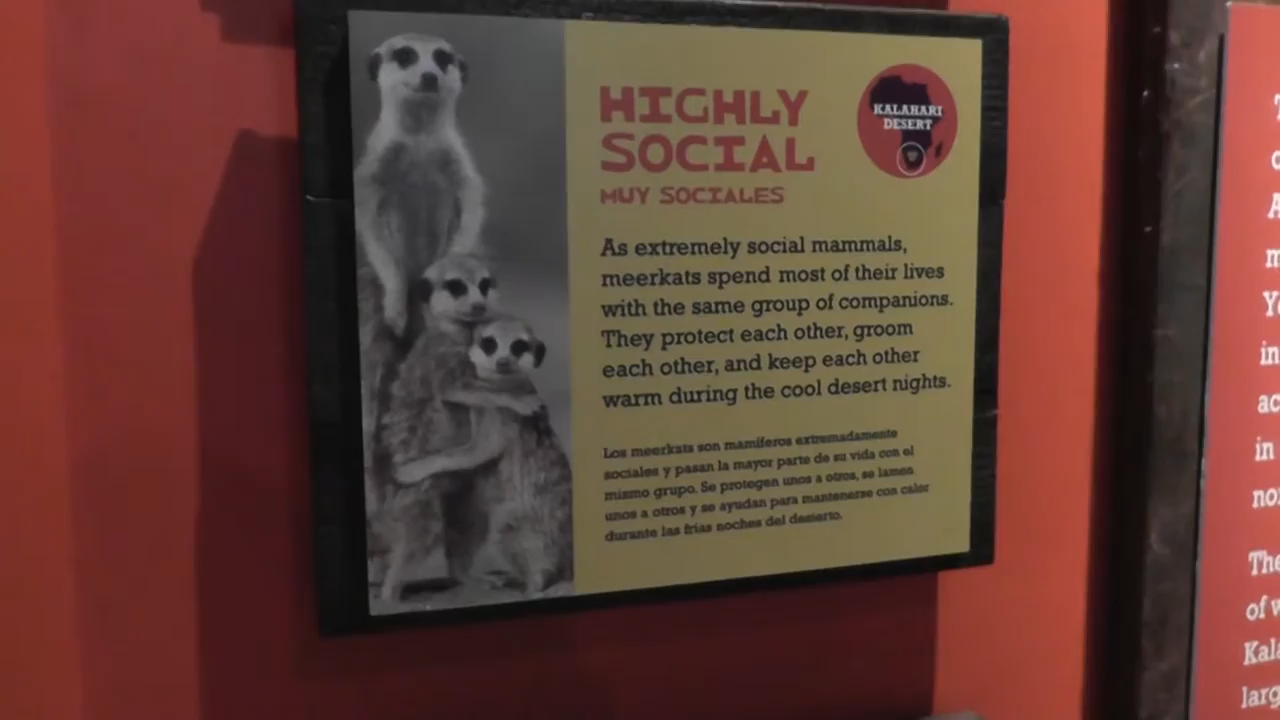 HIGHLY
SOCIAL
MUY SOCIALES
KALAHARI
DESERT
As extremely social mammals,
meerkats spend most of their lives
with the same group of companions.
They protect each other, groom
each other, and keep each other
warm during the cool desert nights.
Los meerkats son mamíferos extremadamente
sociales y pasan la mayor parte de su vida con el
mismo grupo. Se protegen unos a otros, se lamen
unos a otros y se ayudan para mantenerse con calor
durante las frías noches del desierto.
in
in
The
of